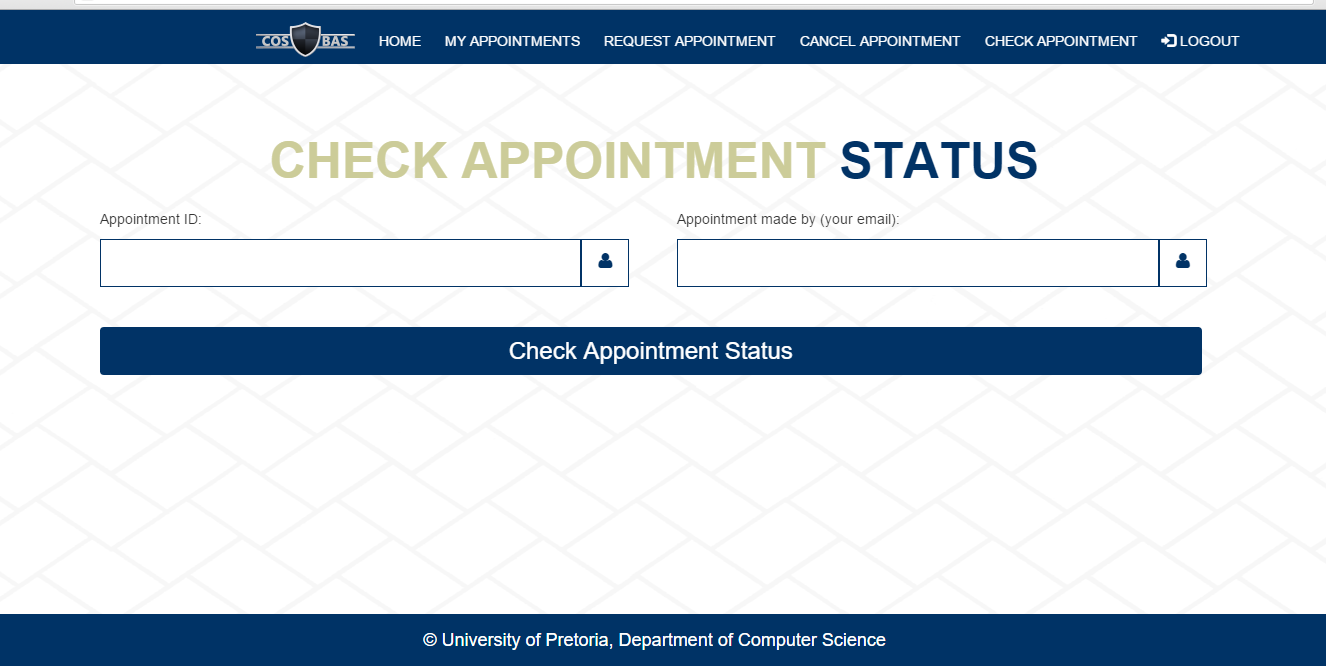 COS BAS HOME MY APPOINTMENTS REQUEST APPOINTMENT CANCEL APPOINTMENT CHECK APPOINTMENT LOGOUT
CHECK APPOINTMENT STATUS
Appointment ID: Appointment made by (your email):
Check Appointment Status
© University of Pretoria, Department of Computer Science